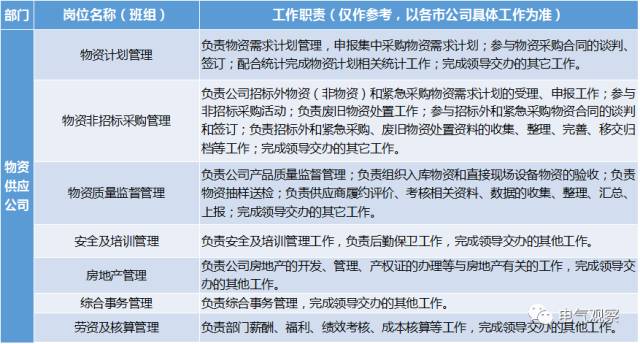 部门 岗位名称（班组） 工作职责（仅作参考，以各市公司具体工作为准）
物资
供应
公司
物资计划管理
负责物资需求计划管理，申报集中采购物资需求计划；参与物资采购合同的谈判、
签订；配合统计完成物资计划相关统计工作；完成领导交办的其它工作。
物资非招标采购管理
负责公司招标外物资（非物资）和紧急采购物资需求计划的受理、申报工作；参与
非招标采购活动；负责废旧物资处置工作；参与招标外和紧急采购物资合同的谈判
和签订；负责招标外和紧急采购、废旧物资处置资料的收集、整理、完善、移交归
档等工作；完成领导交办的其它工作。
物资质量监督管理
负责公司产品质量监督管理；负责组织入库物资和直接现场设备物资的验收；负责
物资抽样送检；负责供应商履约评价、考核相关资料、数据的收集、整理、汇总、
上报；完成领导交办的其它工作。
安全及培训管理
负责安全及培训管理工作，负责后勤保卫工作，完成领导交办的其他工作。
房地产管理
负责公司房地产的开发、管理、产权证的办理等与房地产有关的工作，完成领导交
办的其他工作。
综合事务管理
负责综合事务管理，完成领导交办的其他工作。
劳资及核算管理
负责部门薪酬、福利、绩效考核、成本核算等工作，完成领导交办的其他工作。
电气观察